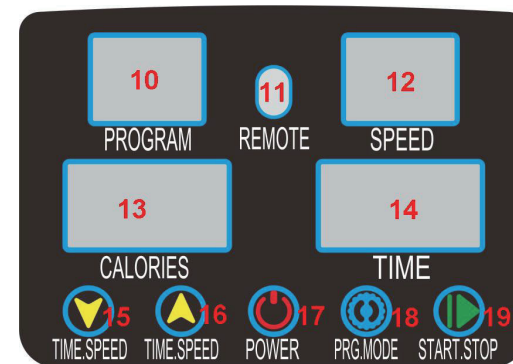 10 11 12
PROGRAM REMOTE SPEED
13 14
CALORIES TIME
15 16 17 18 19
TIME.SPEED TIME.SPEED POWER PRG.MODE START.STOP